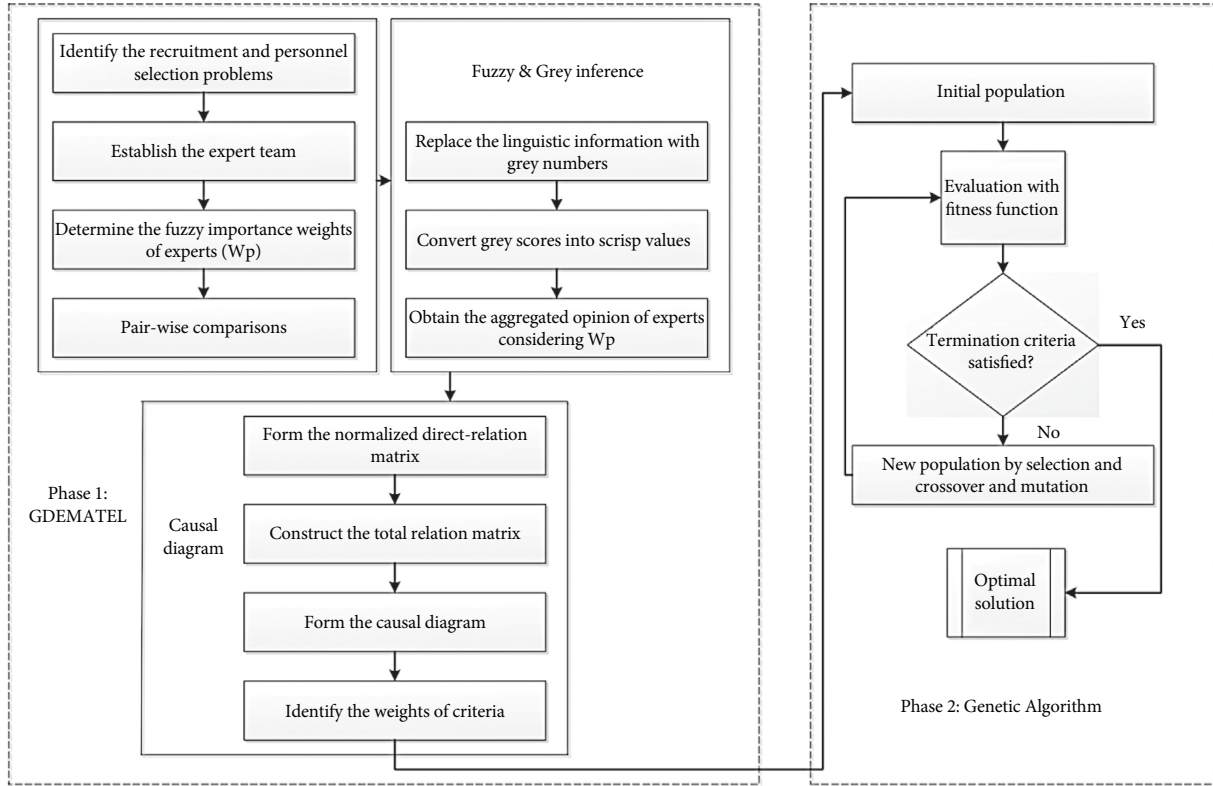 Identify the recruitment and personnel
selection problems
Establish the expert team
Determine the fuzzy importance weights
of experts (Wp)
Pair-wise comparisons
Fuzzy & Grey inference
Replace the linguistic information with
grey numbers
Convert grey scores into scrisp values
Obtain the aggregated opinion of experts
considering Wp
Phase 1:
GDEMATEL
Causal
diagram
Form the normalized direct-relation
matrix
Construct the total relation matrix
Form the causal diagram
Identify the weights of criteria
Initial population
Evaluation with
fitness function
Termination criteria
satisfied?
Yes
No
New population by selection and
crossover and mutation
Optimal
solution
Phase 2: Genetic Algorithm